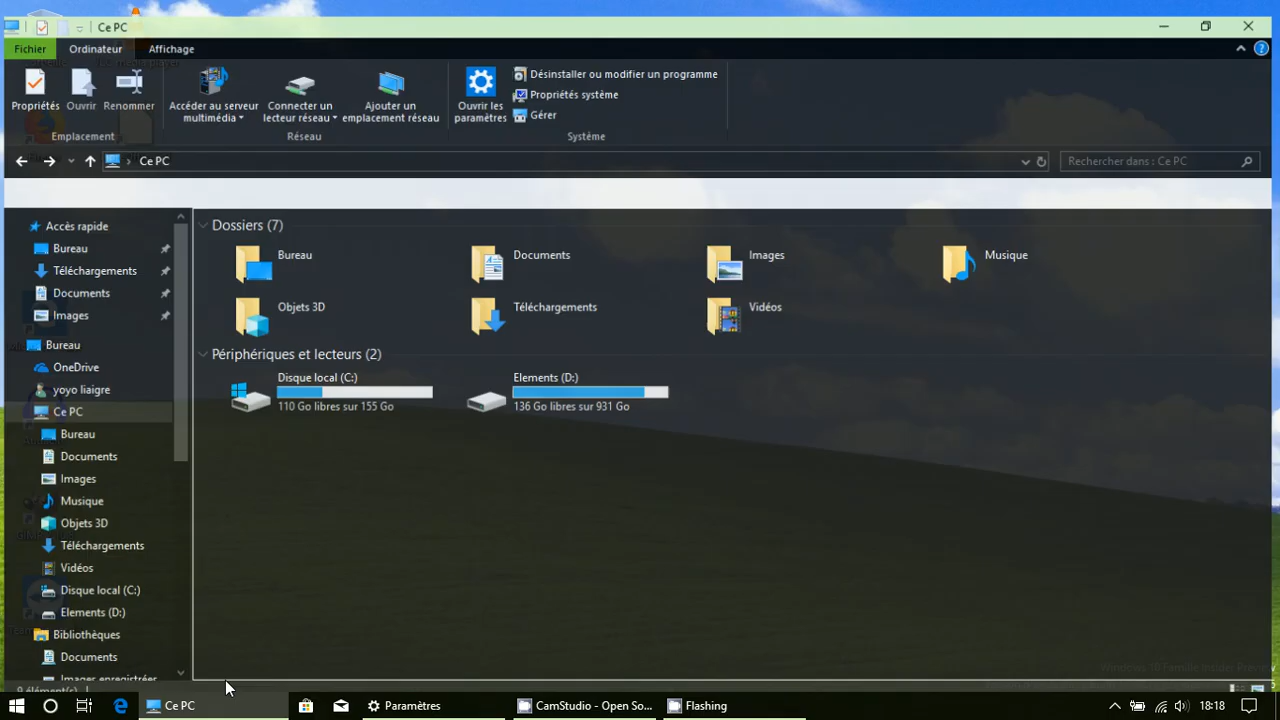 Ce PC
Fichier Ordinateur Affichage
Propriétés Ouvrir Renommer
Accéder au serveur
multimédia
Connecter un
lecteur réseau
Ajouter un
emplacement réseau
Ouvrir les
paramètres
Désinstaller ou modifier un programme
Propriétés système
Gérer
Emplacement Réseau Système
Ce PC
Rechercher dans : Ce PC
Accès rapide
Bureau
Téléchargements
Documents
Images
Bureau
OneDrive
yoyo liaigre
Ce PC
Bureau
Documents
Images
Musique
Objets 3D
Téléchargements
Vidéos
Disque local (C:)
Elements (D:)
Bibliothèques
Documents
Images enregistrées
Dossiers (7)
Bureau Documents Images Musique
Objets 3D Téléchargements Vidéos
Périphériques et lecteurs (2)
Disque local (C:)
110 Go libres sur 155 Go
Elements (D:)
136 Go libres sur 931 Go
9 élément(s)
Ce PC Paramètres CamStudio - Open So... Flashing 18:18